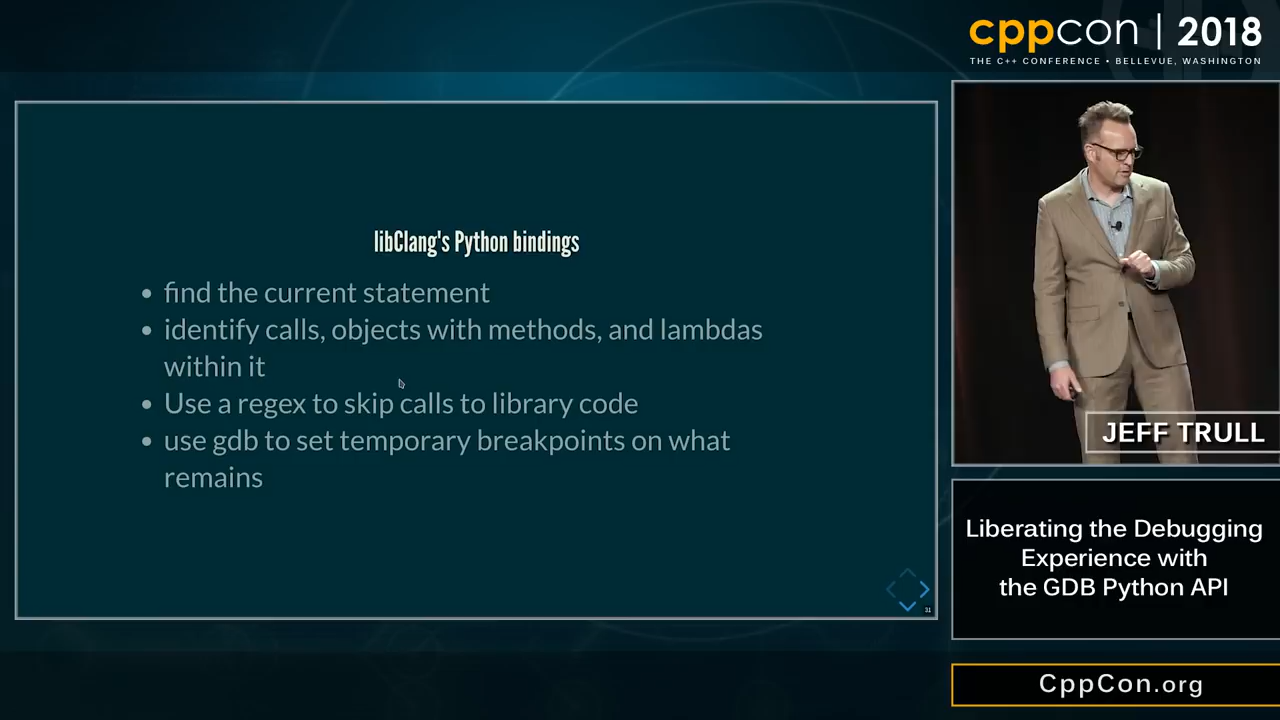 cppcon | 2018
THE C++ CONFERENCE • BELLEVUE, WASHINGTON
libClang's Python bindings
• find the current statement
• identify calls, objects with methods, and lambdas
within it
• Use a regex to skip calls to library code
• use gdb to set temporary breakpoints on what
remains
31
JEFF TRULL
Liberating the Debugging
Experience with
the GDB Python API
CppCon.org